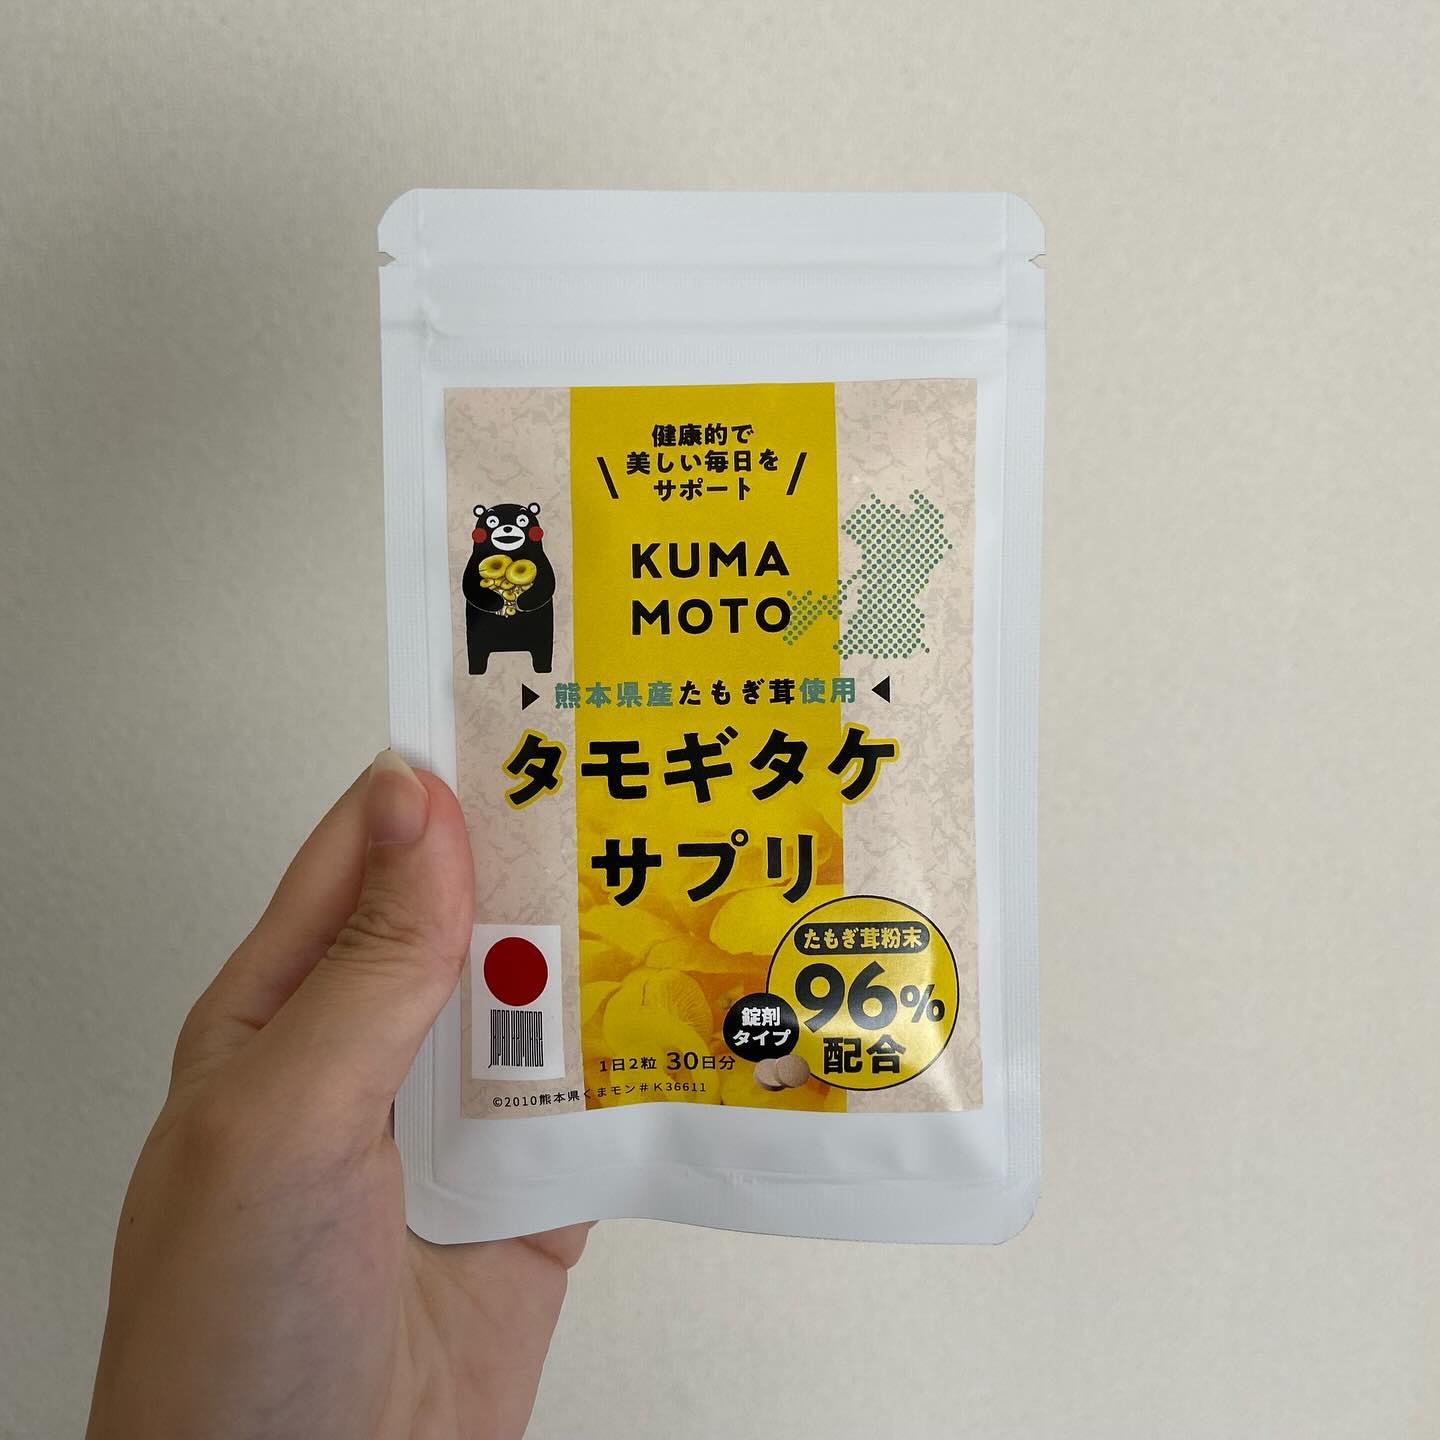 健康的で
美しい毎日を
サポート
KUMA
MOTO
熊本県産たもぎ茸使用
タモギタケ
サプリ
たもぎ茸粉末
96%
配合
錠剤
タイプ
1日2粒 30日分
©2010熊本県くまモン#K36611